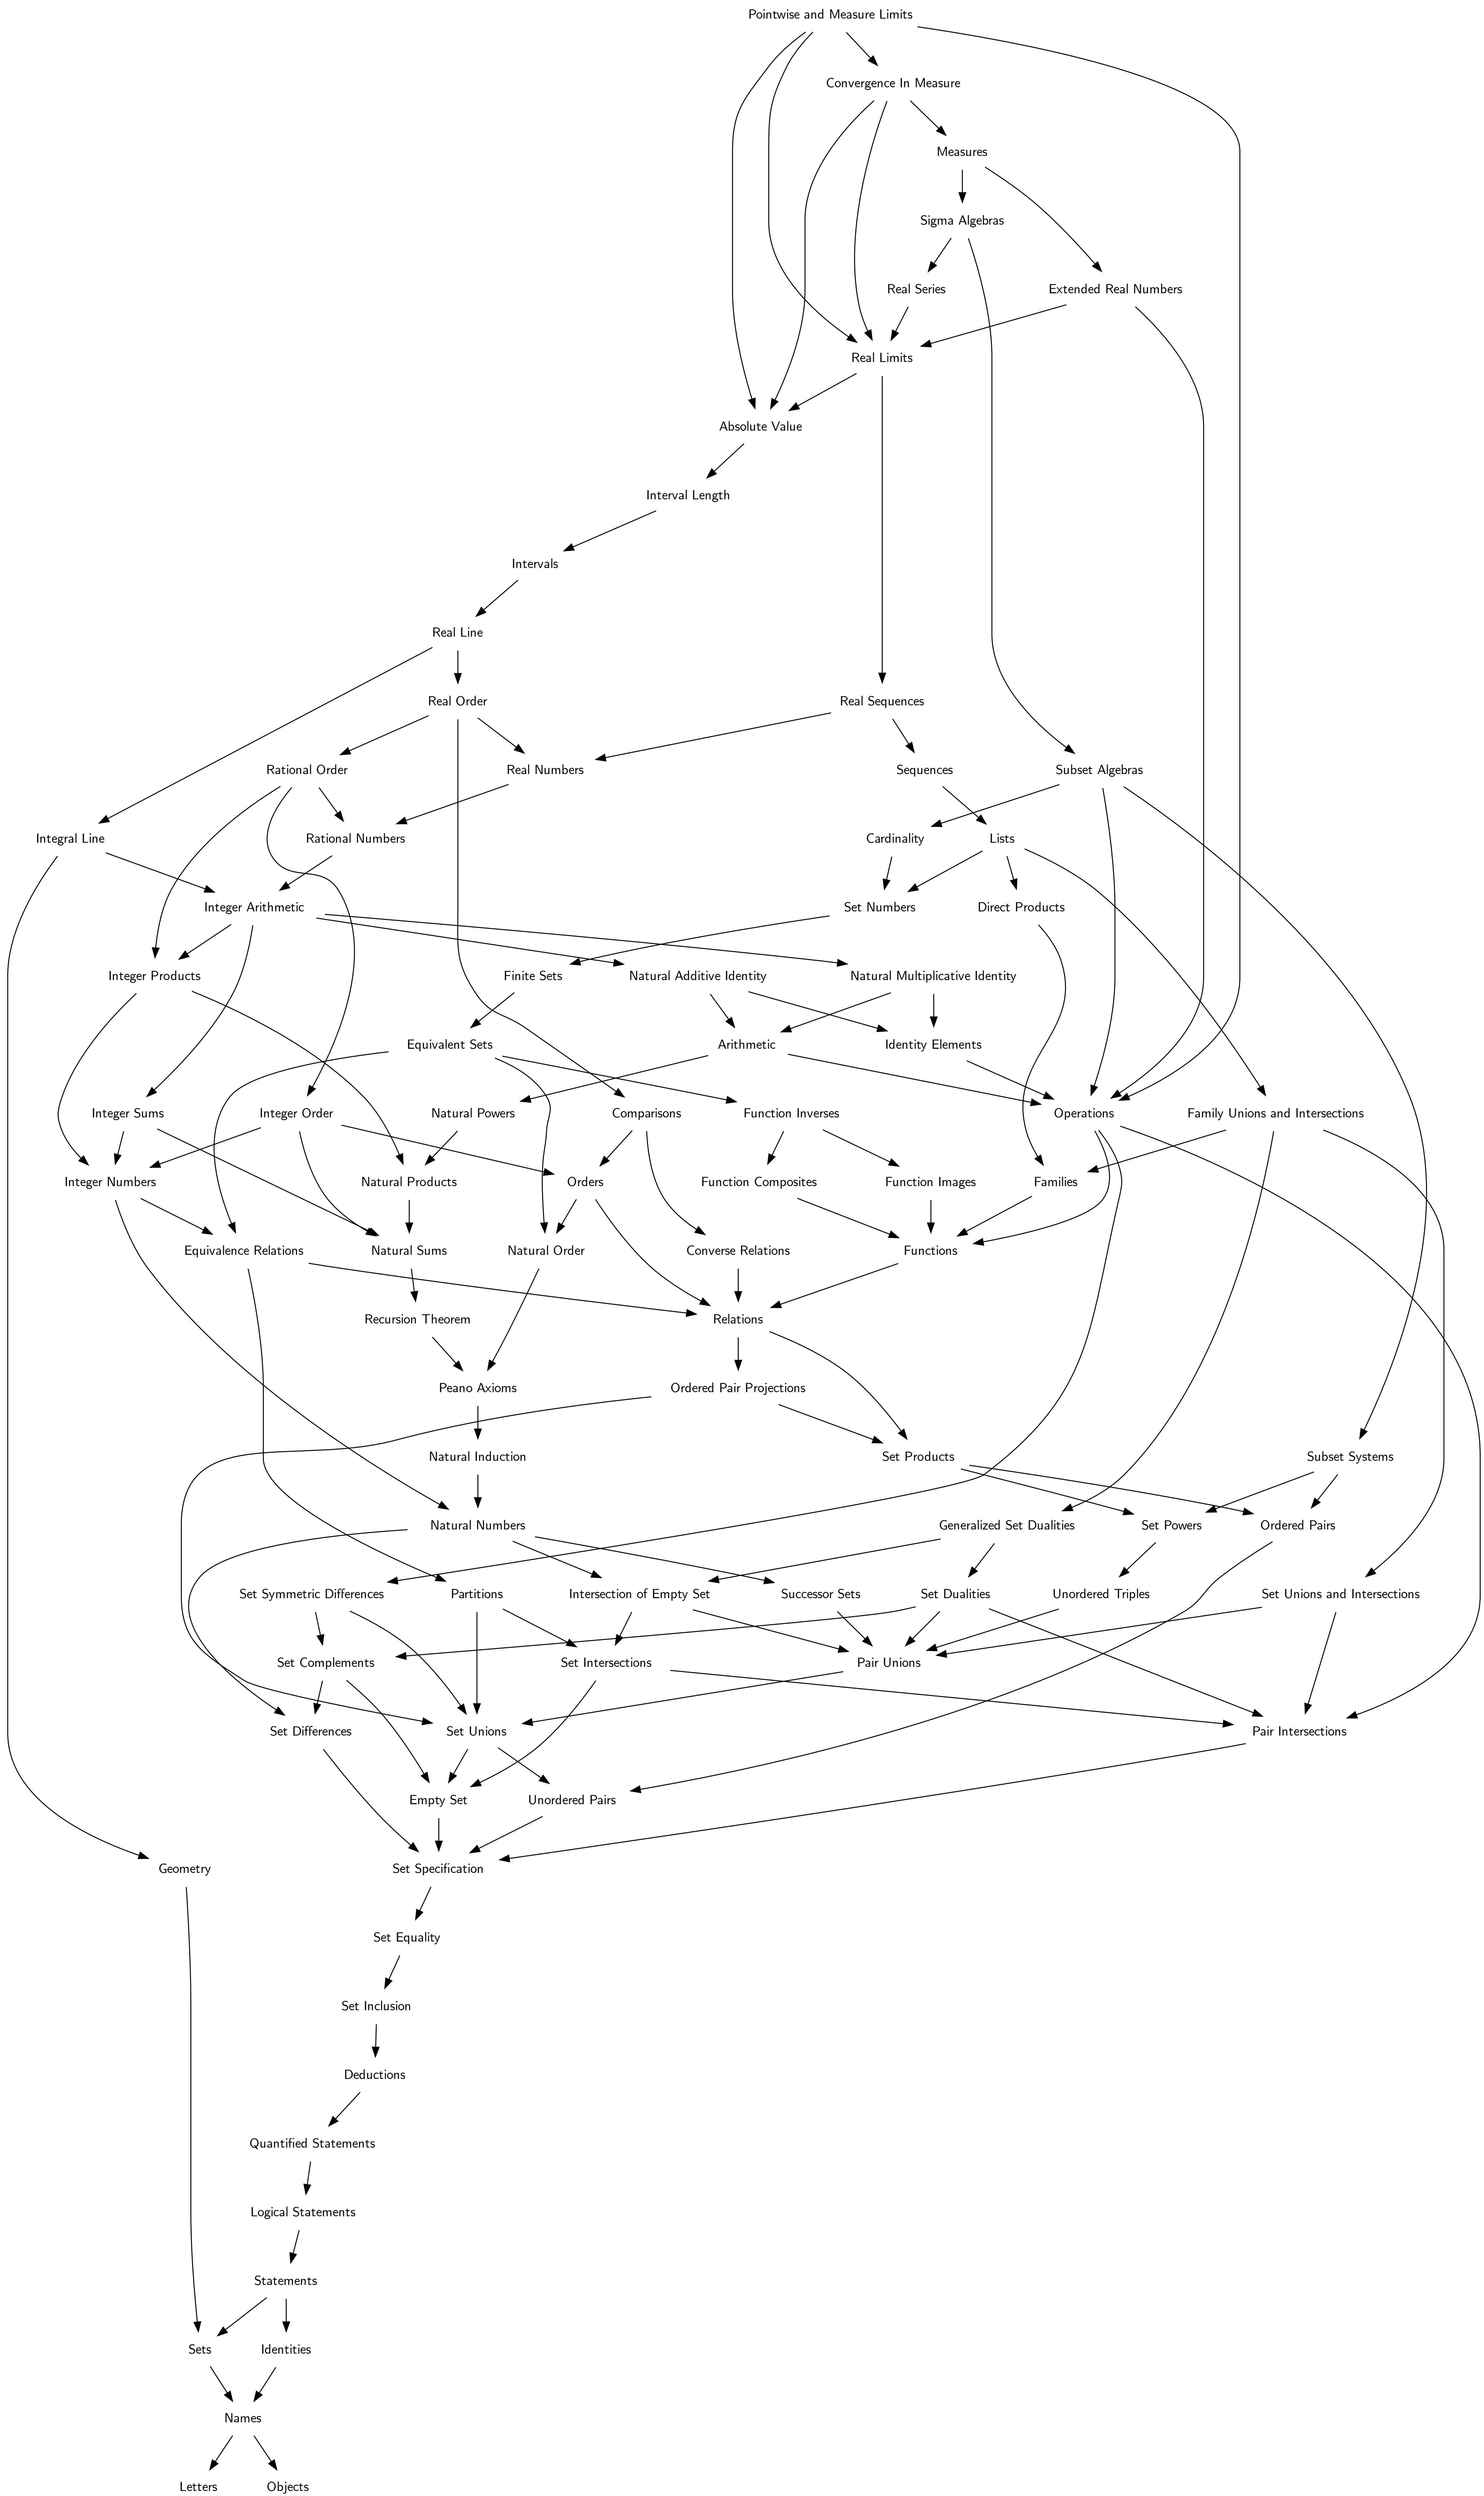 Pointwise and Measure Limits
Convergence In Measure
Measures
Sigma Algebras
Real Series
Extended Real Numbers
Real Limits
Absolute Value
Interval Length
Intervals
Real Line
Real Order
Real Sequences
Rational Order
Real Numbers
Sequences
Subset Algebras
Integral Line
Rational Numbers
Cardinality
Lists
Integer Arithmetic
Set Numbers
Direct Products
Integer Products
Finite Sets
Natural Additive Identity
Natural Multiplicative Identity
Equivalent Sets
Arithmetic
Identity Elements
Integer Sums
Integer Order
Natural Powers
Comparisons
Function Inverses
Operations
Family Unions and Intersections
Integer Numbers
Natural Products
Orders
Function Composites
Function Images
Families
Equivalence Relations
Natural Sums
Natural Order
Converse Relations
Functions
Recursion Theorem
Relations
Peano Axioms
Ordered Pair Projections
Natural Induction
Set Products
Subset Systems
Natural Numbers
Generalized Set Dualities
Set Powers
Ordered Pairs
Set Symmetric Differences
Partitions
Intersection of Empty Set
Successor Sets
Set Dualities
Unordered Triples
Set Unions and Intersections
Set Complements
Set Intersections
Pair Unions
Set Differences
Set Unions
Pair Intersections
Empty Set
Unordered Pairs
Geometry
Set Specification
Set Equality
Set Inclusion
Deductions
Quantified Statements
Logical Statements
Statements
Sets
Identities
Names
Letters
Objects